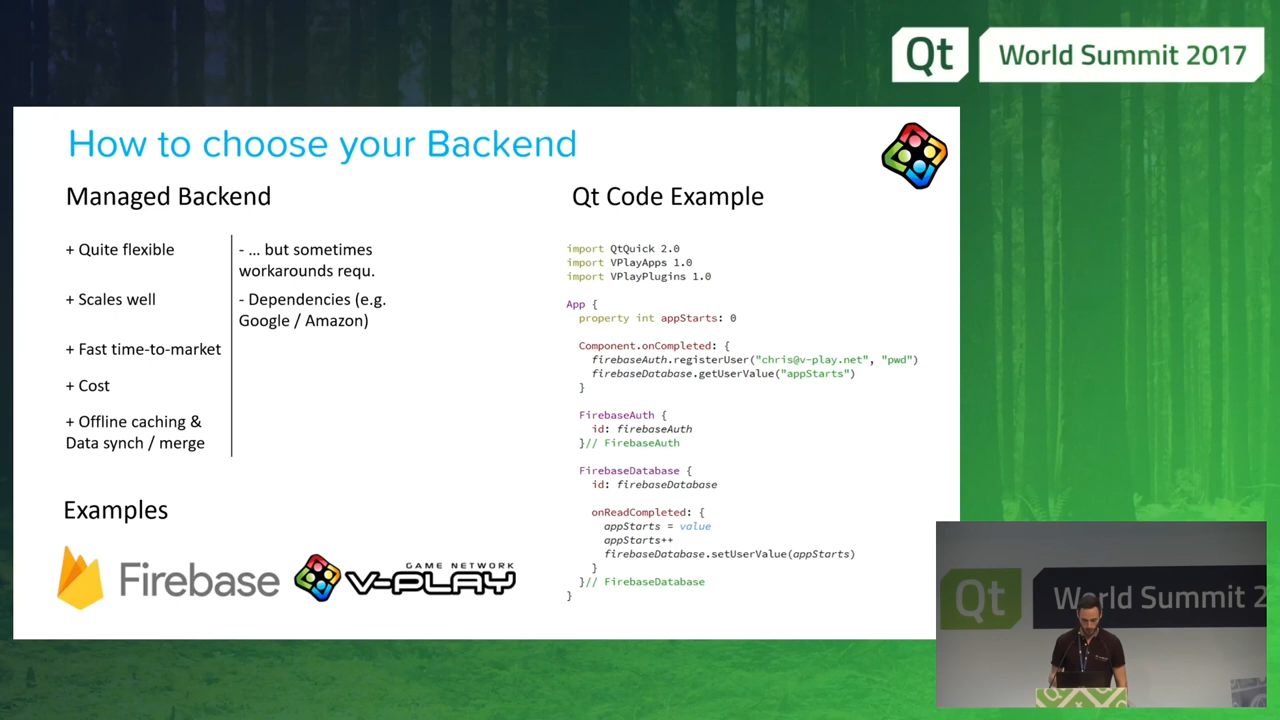 Qt World Summit 2017
How to choose your Backend
Managed Backend
+ Quite flexible
+ Scales well
+ Fast time-to-market
+ Cost
+ Offline caching &
Data synch / merge
- ... but sometimes
workarounds requ.
- Dependencies (e.g.
Google / Amazon)
Examples
Firebase
GAME NETWORK
V-PLAY
Qt Code Example
import QtQuick 2.0
import VPlayApps 1.0
import VPlayPlugins 1.0
App {
property int appStarts: 0
Component.onCompleted: {
firebaseAuth.registerUser("chris@v-play.net", "pwd")
firebaseDatabase.getUserValue("appStarts")
}
FirebaseAuth {
id: firebaseAuth
}// FirebaseAuth
FirebaseDatabase {
id: firebaseDatabase
onReadCompleted: {
appStarts = value
appStarts++
firebaseDatabase.setUserValue(appStarts)
}
}// FirebaseDatabase
}
Qt World Summit 2